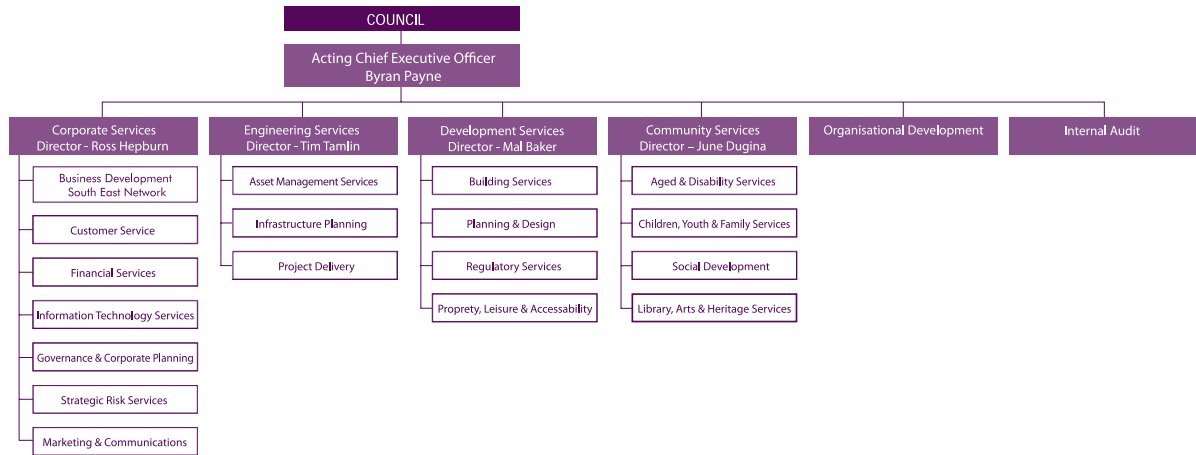 COUNCIL
Acting Chief Executive Officer
Byran Payne
Corporate Services
Director - Ross Hepburn
Business Development
South East Network
Customer Service
Financial Services
Information Technology Services
Governance & Corporate Planning
Strategic Risk Services
Marketing & Communications
Engineering Services
Director - Tim Tamlin
Asset Management Services
Infrastructure Planning
Project Delivery
Development Services
Director - Mal Baker
Building Services
Planning & Design
Regulatory Services
Proprety, Leisure & Accessability
Community Services
Director – June Dugina
Aged & Disability Services
Children, Youth & Family Services
Social Development
Library, Arts & Heritage Services
Organisational Development
Internal Audit